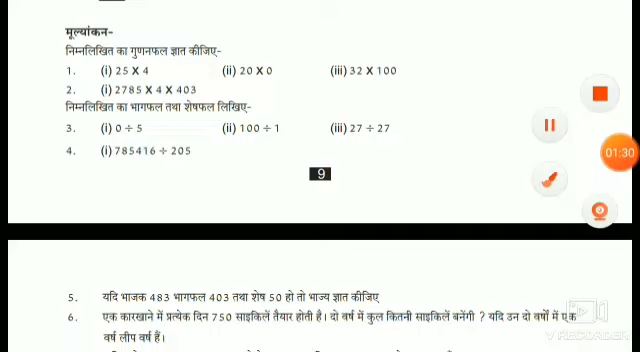 मूल्यांकन-
निम्नलिखित का गुणनफल ज्ञात कीजिए-
1. (i) 25 X 4 (ii) 20 X 0 (iii) 32 X 100
2. (i) 2785 X 4 X 403
निम्नलिखित का भागफल तथा शेषफल लिखिए-
3. (i) 0 ÷ 5 (ii) 100 ÷ 1 (iii) 27 ÷ 27
4. (i) 785416 ÷ 205
01:30
9
5. यदि भाजक 483 भागफल 403 तथा शेष 50 हो तो भाज्य ज्ञात कीजिए
6. एक कारखाने में प्रत्येक दिन 750 साइकिलें तैयार होती है। दो वर्ष में कुल कितनी साइकिलें बनेंगी ? यदि उन दो वर्षों में एक
वर्ष लीप वर्ष हैं।
XRECORDER